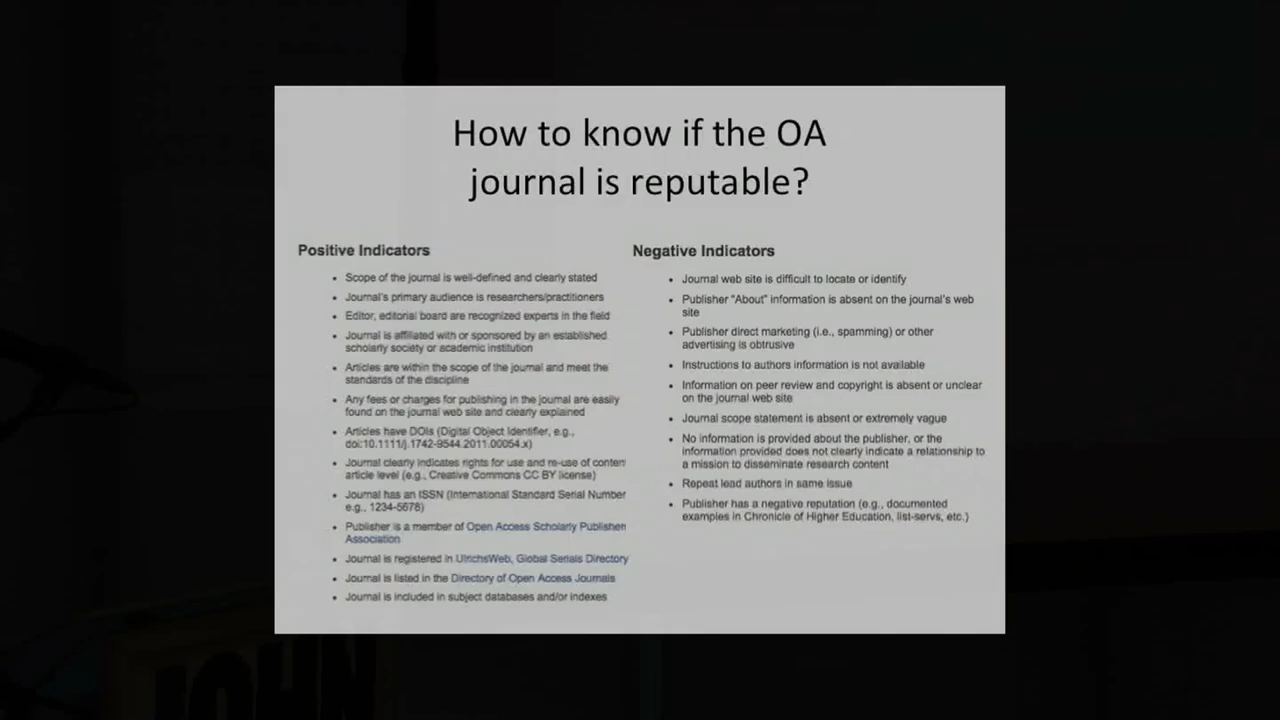 How to know if the OA
journal is reputable?
Positive Indicators
• Scope of the journal is well-defined and clearly stated
• Journal's primary audience is researchers/practitioners
• Editor, editorial board are recognized experts in the field
• Journal is affiliated with or sponsored by an established
scholarly society or academic institution
• Articles are within the scope of the journal and meet the
standards of the discipline
• Any fees or charges for publishing in the journal are easily
found on the journal web site and clearly explained
• Articles have DOIs (Digital Object Identifier, e.g.,
doi:10.1111/j.1742-9544.2011.00054.x)
• Journal clearly indicates rights for use and re-use of conten
article level (e.g., Creative Commons CC BY license)
• Journal has an ISSN (International Standard Serial Number
e.g., 1234-5678)
• Publisher is a member of Open Access Scholarly Publisher
Association
• Journal is registered in UlrichsWeb, Global Serials Directory
• Journal is listed in the Directory of Open Access Journals
• Journal is included in subject databases and/or indexes
Negative Indicators
• Journal web site is difficult to locate or identify
• Publisher "About" information is absent on the journal's web
site
• Publisher direct marketing (i.e., spamming) or other
advertising is obtrusive
• Instructions to authors information is not available
• Information on peer review and copyright is absent or unclear
on the journal web site
• Journal scope statement is absent or extremely vague
• No information is provided about the publisher, or the
information provided does not clearly indicate a relationship to
a mission to disseminate research content
• Repeat lead authors in same issue
• Publisher has a negative reputation (e.g., documented
examples in Chronicle of Higher Education, list-servs, etc.)
JOHN